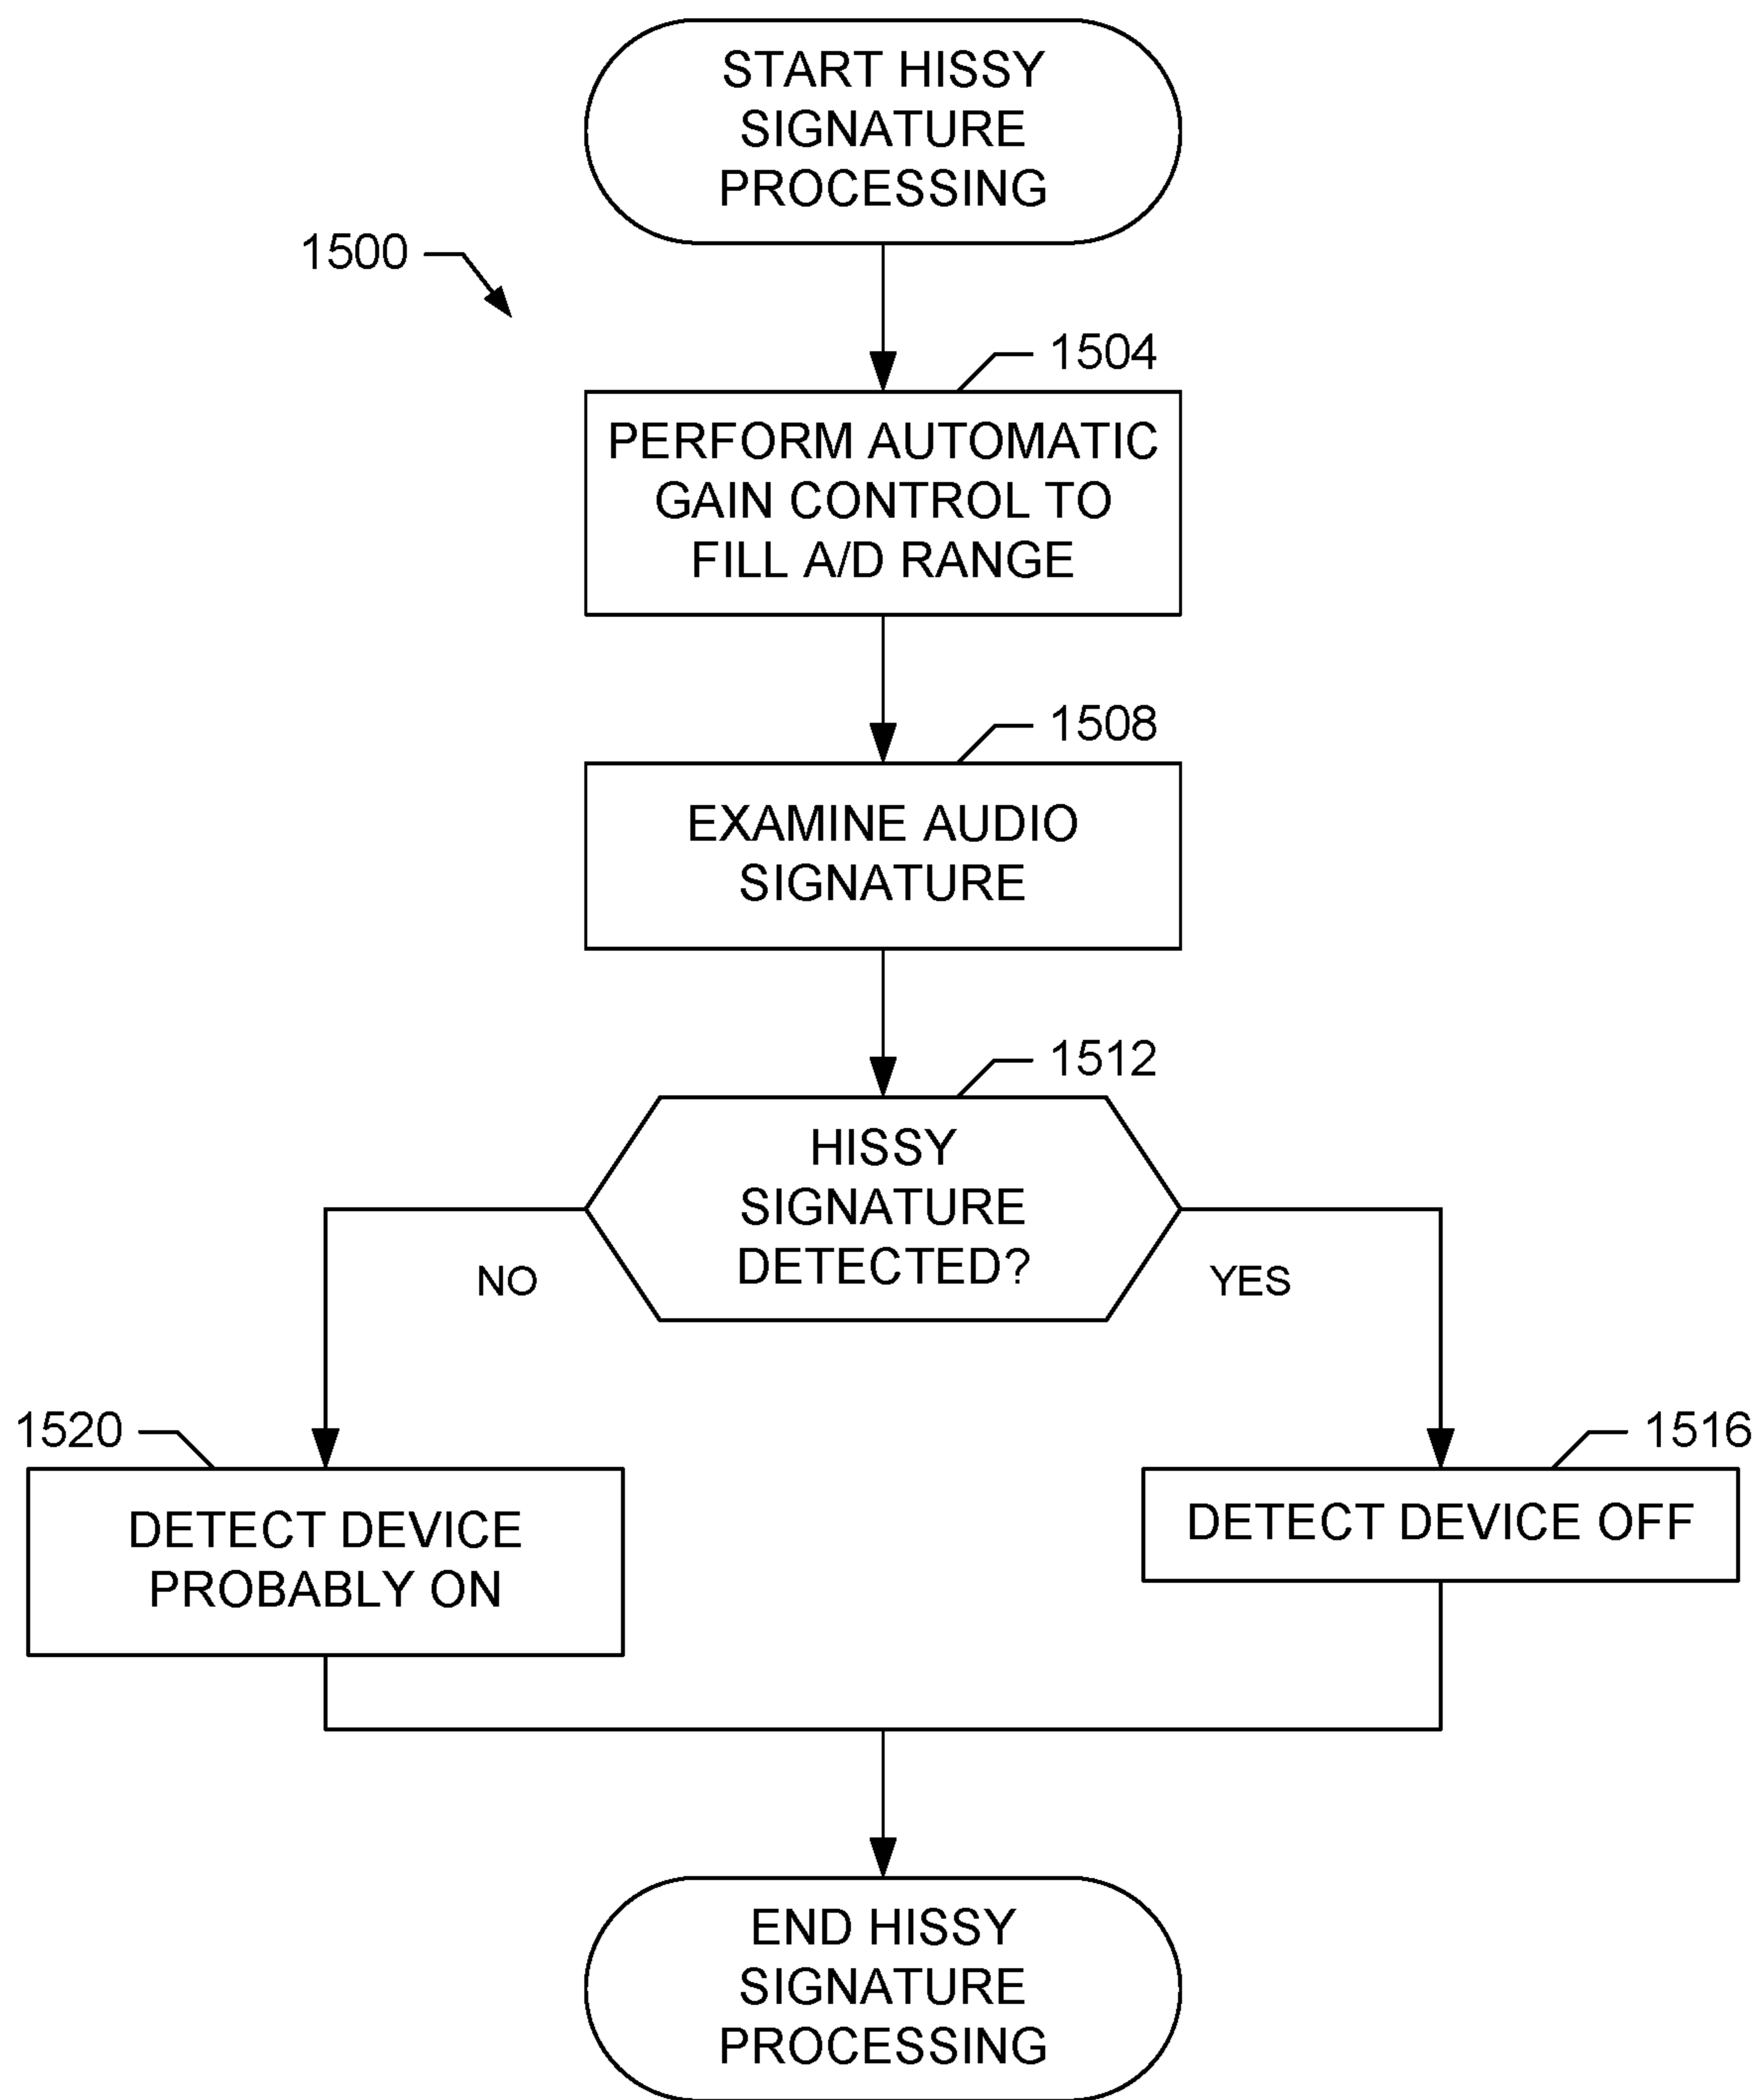 START HISSY
SIGNATURE
PROCESSING
1500
1504
PERFORM AUTOMATIC
GAIN CONTROL TO
FILL A/D RANGE
1508
EXAMINE AUDIO
SIGNATURE
1512
HISSY
SIGNATURE
DETECTED?
NO
YES
1520
1516
DETECT DEVICE
PROBABLY ON
DETECT DEVICE OFF
END HISSY
SIGNATURE
PROCESSING